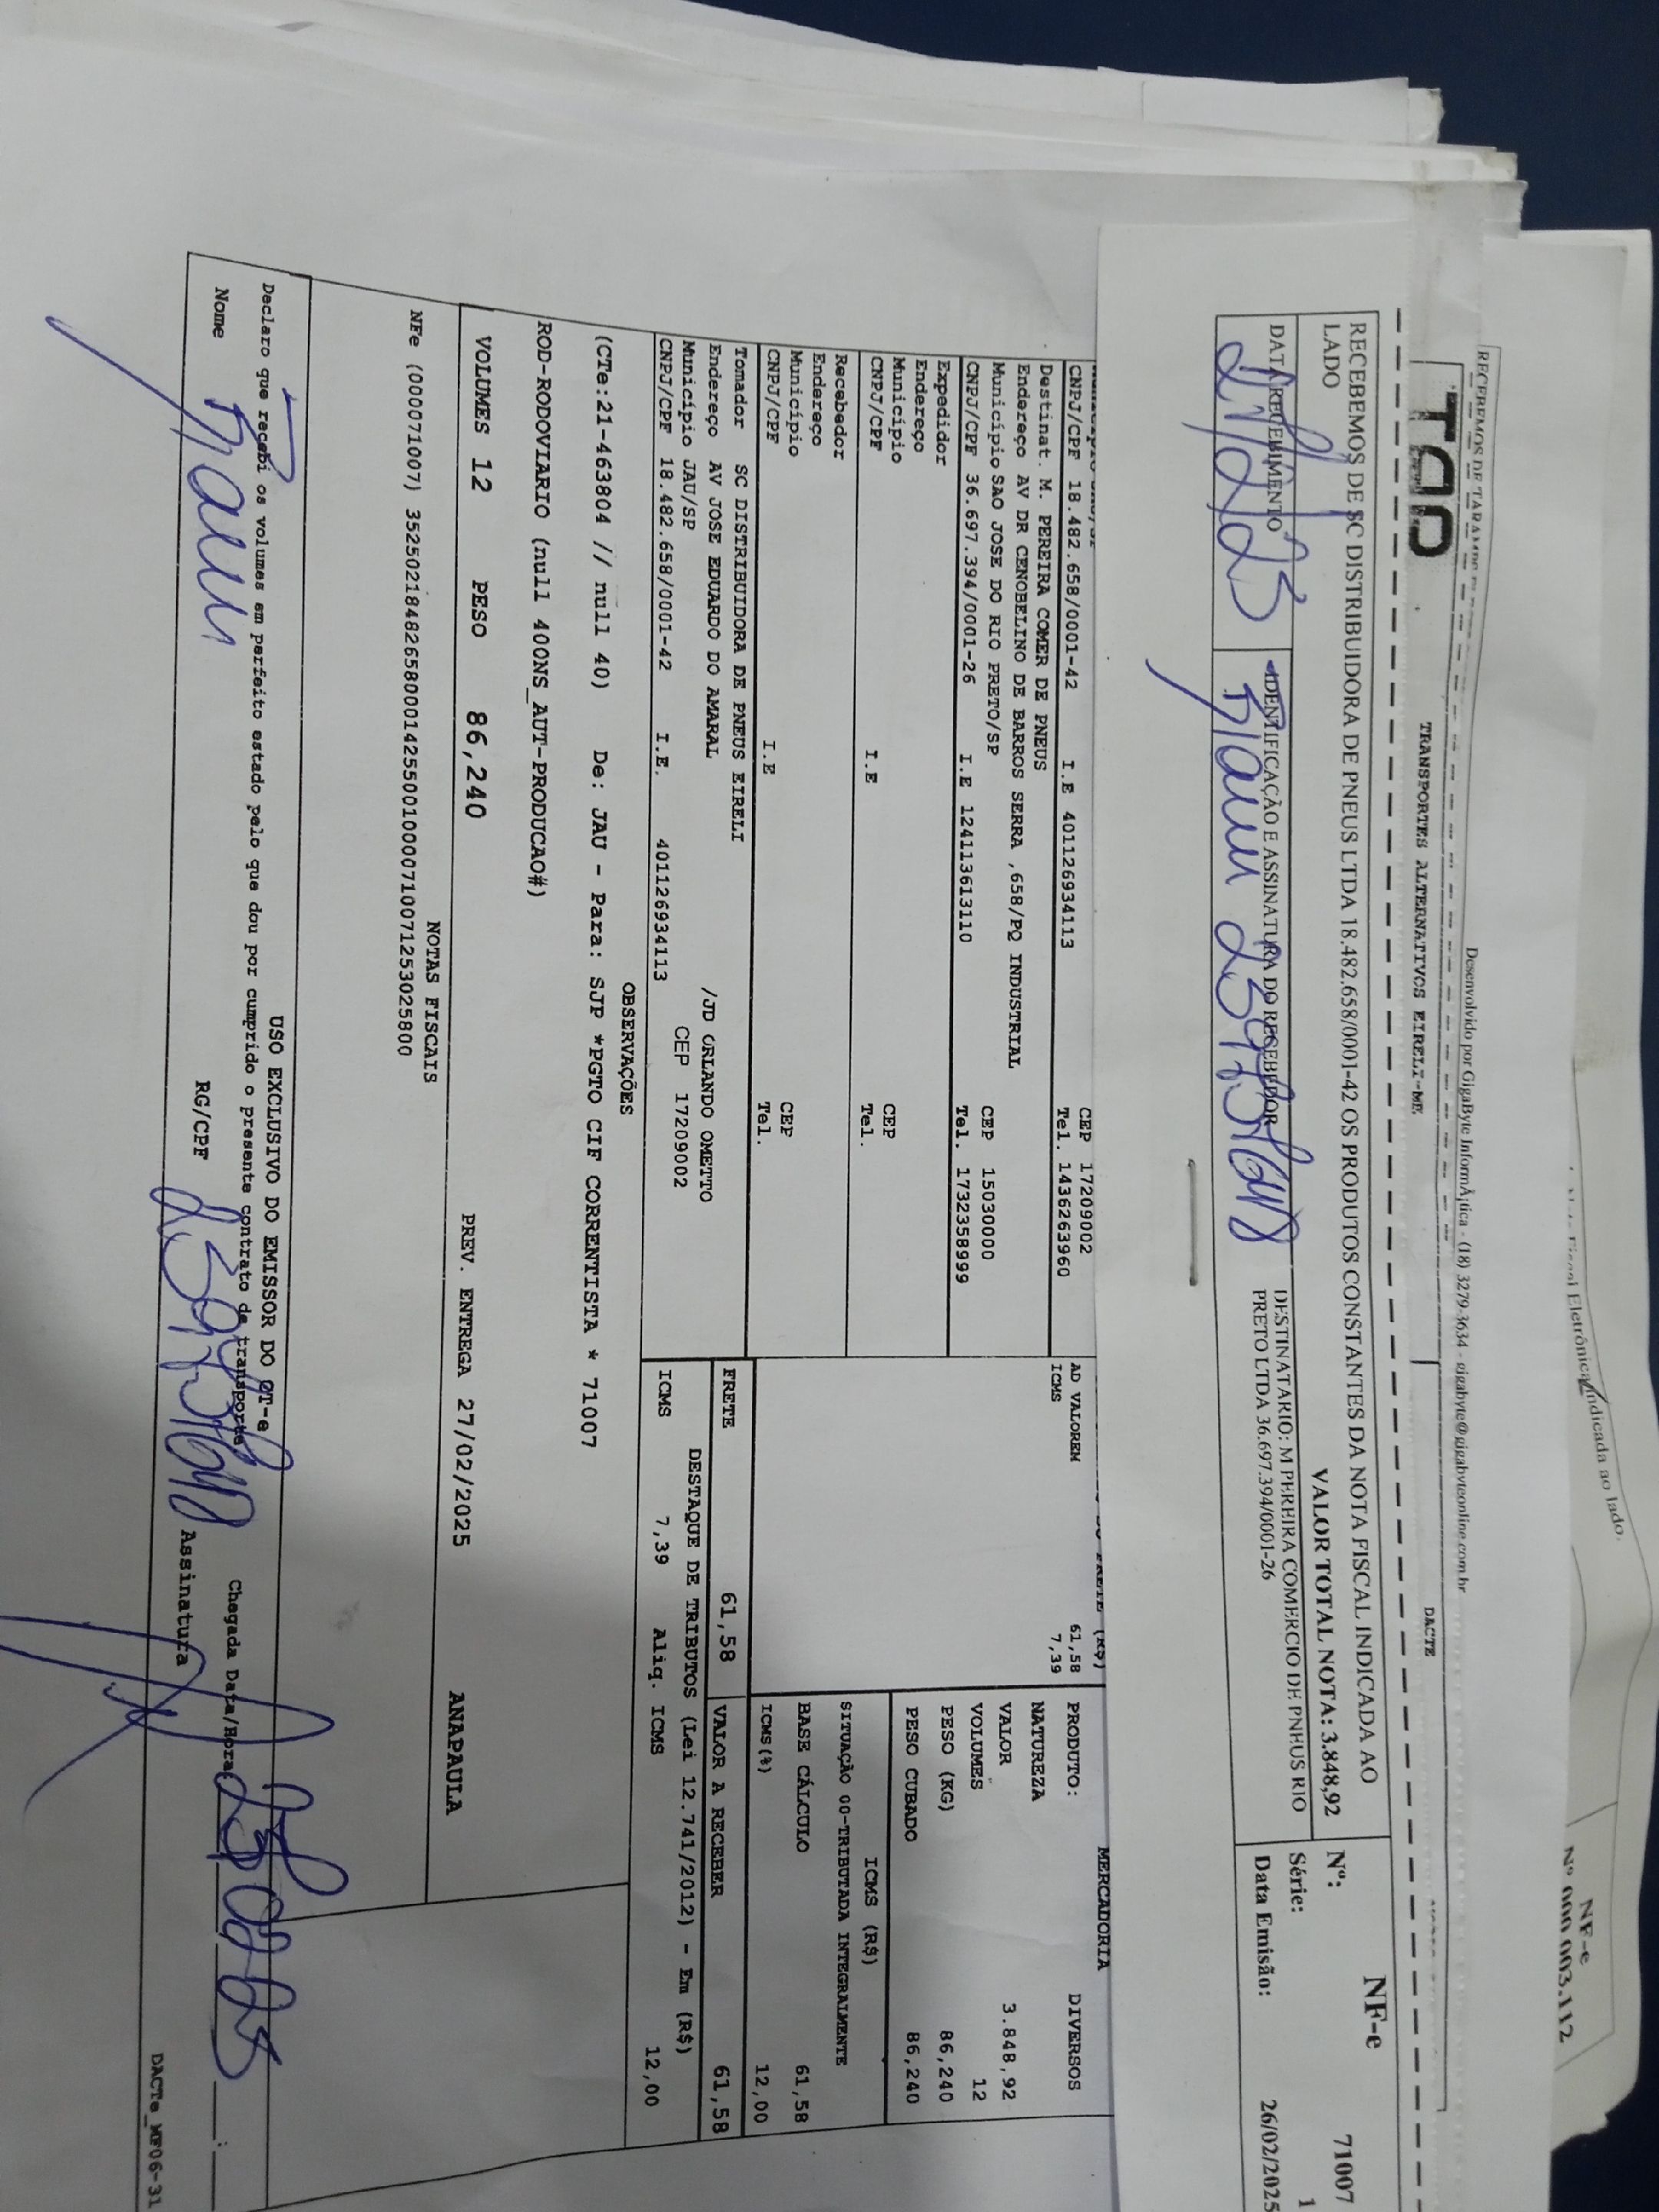 Nota Fiscal Eletrônica indicada ao lado.
NF-e
Nº 000.003.112
RECEBEMOS DE
Desenvolvido por GigaByte InformÃ¡tica - (18) 3279-3634 - gigabyte@gigabyteonline.com.br
TRANSPORTES ALTERNATIVOS EIRELI-ME
DACTE
RECEBEMOS DE SC DISTRIBUIDORA DE PNEUS LTDA 18.482.658/0001-42 OS PRODUTOS CONSTANTES DA NOTA FISCAL INDICADA AO
LADO
VALOR TOTAL NOTA: 3.848,92
NF-e
Nº: 71007
Série: 1
Data Emisão: 26/02/2025
DATA RECEBIMENTO
IDENTIFICAÇÃO E ASSINATURA DO RECEBEDOR
DESTINATARIO: M PEREIRA COMERCIO DE PNEUS RIO
PRETO LTDA 36.697.394/0001-26
CEP 17209002
CNPJ/CPF 18.482.658/0001-42 I.E 401126934113 Tel. 1436263960
Destinat. M. PEREIRA COMER DE PNEUS
Endereço AV DR CENOBELINO DE BARROS SERRA ,658/PQ INDUSTRIAL
Município SAO JOSE DO RIO PRETO/SP CEP 15030000
CNPJ/CPF 36.697.394/0001-26 I.E 124113613110 Tel. 1732358999
Expedidor
Endereço
Município CEP
CNPJ/CPF I.E Tel.
Recebedor
Endereço
Município CEP
CNPJ/CPF I.E Tel.
Tomador SC DISTRIBUIDORA DE PNEUS EIRELI
Endereço AV JOSE EDUARDO DO AMARAL /JD ORLANDO OMETTO
Município JAU/SP CEP 17209002
CNPJ/CPF 18.482.658/0001-42 I.E. 401126934113
AD VALOREM 61,58
ICMS 7,39
MERCADORIA
PRODUTO: DIVERSOS
NATUREZA
VALOR 3.848,92
VOLUMES 12
PESO (KG) 86,240
PESO CUBADO 86,240
ICMS (R$)
SITUAÇÃO 00-TRIBUTADA INTEGRALMENTE
BASE CÁLCULO 61,58
ICMS(%) 12,00
FRETE 61,58 VALOR A RECEBER 61,58
DESTAQUE DE TRIBUTOS (Lei 12.741/2012) - Em (R$)
ICMS 7,39 Aliq. ICMS 12,00
OBSERVAÇÕES
(CTe:21-463804 // null 40) De: JAU - Para: SJP *PGTO CIF CORRENTISTA * 71007
ROD-RODOVIARIO (null 400NS_AUT-PRODUCAO#)
VOLUMES 12 PESO 86,240 PREV. ENTREGA 27/02/2025 ANAPAULA
NOTAS FISCAIS
NFe (000071007) 35250218482658000142550010000710071253025800
USO EXCLUSIVO DO EMISSOR DO CT-e
Declaro que recebi os volumes em perfeito estado pelo que dou por cumprido o presente contrato de transporte
Nome RG/CPF Assinatura Chegada Data/Hora:
DACTe_MF06-31